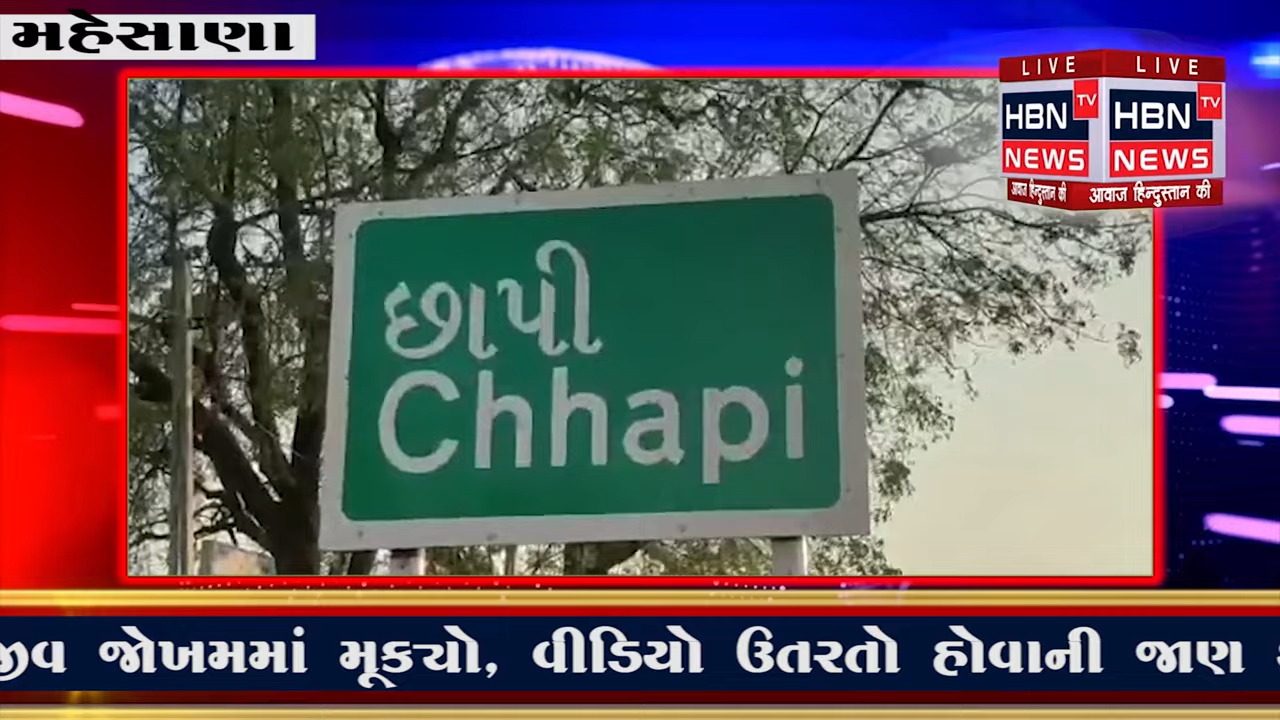 મહેસાણા
LIVE LIVE
HBN TV HBN TV
NEWS NEWS
आवाज हिन्दुस्तान की आवाज हिन्दुस्तान की
છાપી
Chhapi
જોખમમાં મૂક્યો, વીડિયો ઉતરતો હોવાની જાણ